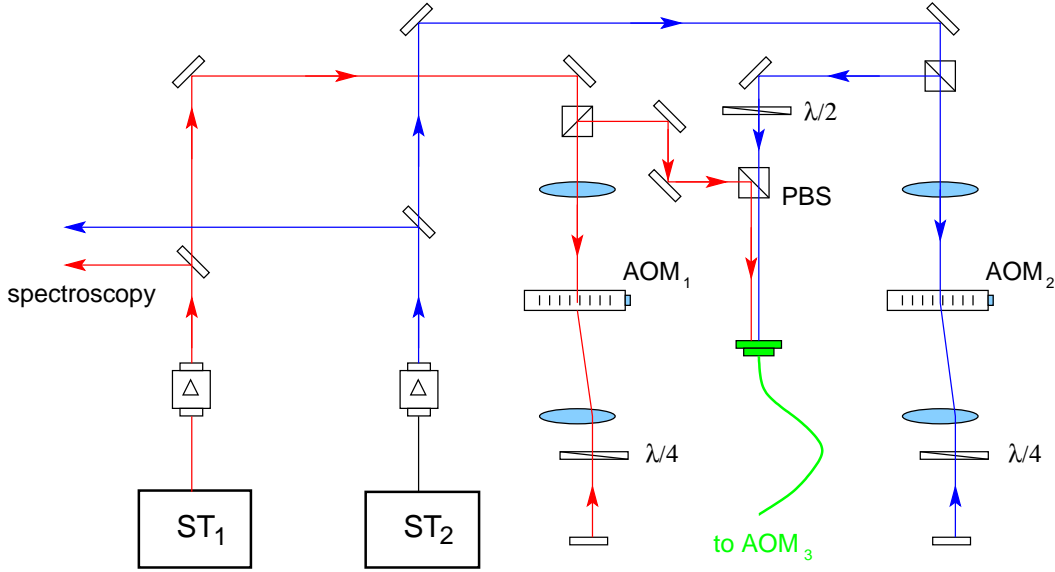 λ/2
PBS
AOM1
AOM2
spectroscopy
λ/4
λ/4
ST1
ST2
to AOM3